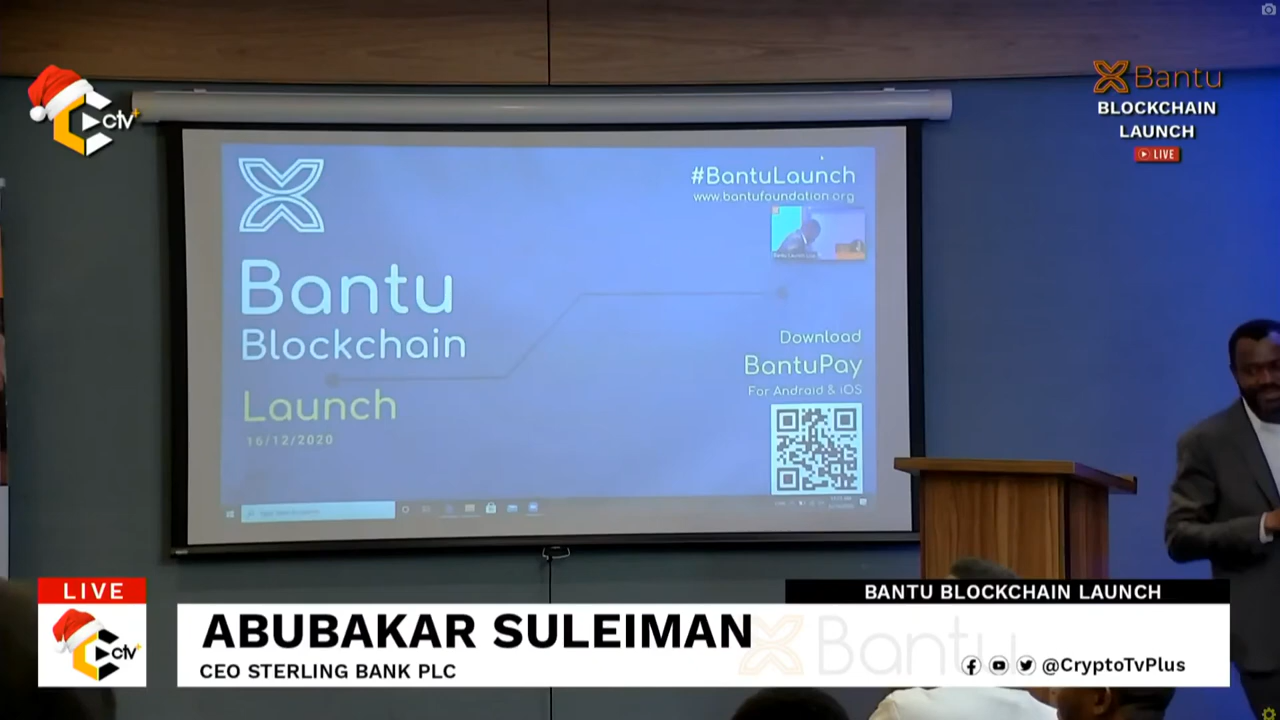 ctv+
Bantu
BLOCKCHAIN
LAUNCH
LIVE
#BantuLaunch
www.bantufoundation.org
Bantu
Blockchain
Launch
16/12/2020
Download
BantuPay
For Android & iOS
LIVE
ctv+
BANTU BLOCKCHAIN LAUNCH
ABUBAKAR SULEIMAN
CEO STERLING BANK PLC
Bantu
@CryptoTvPlus